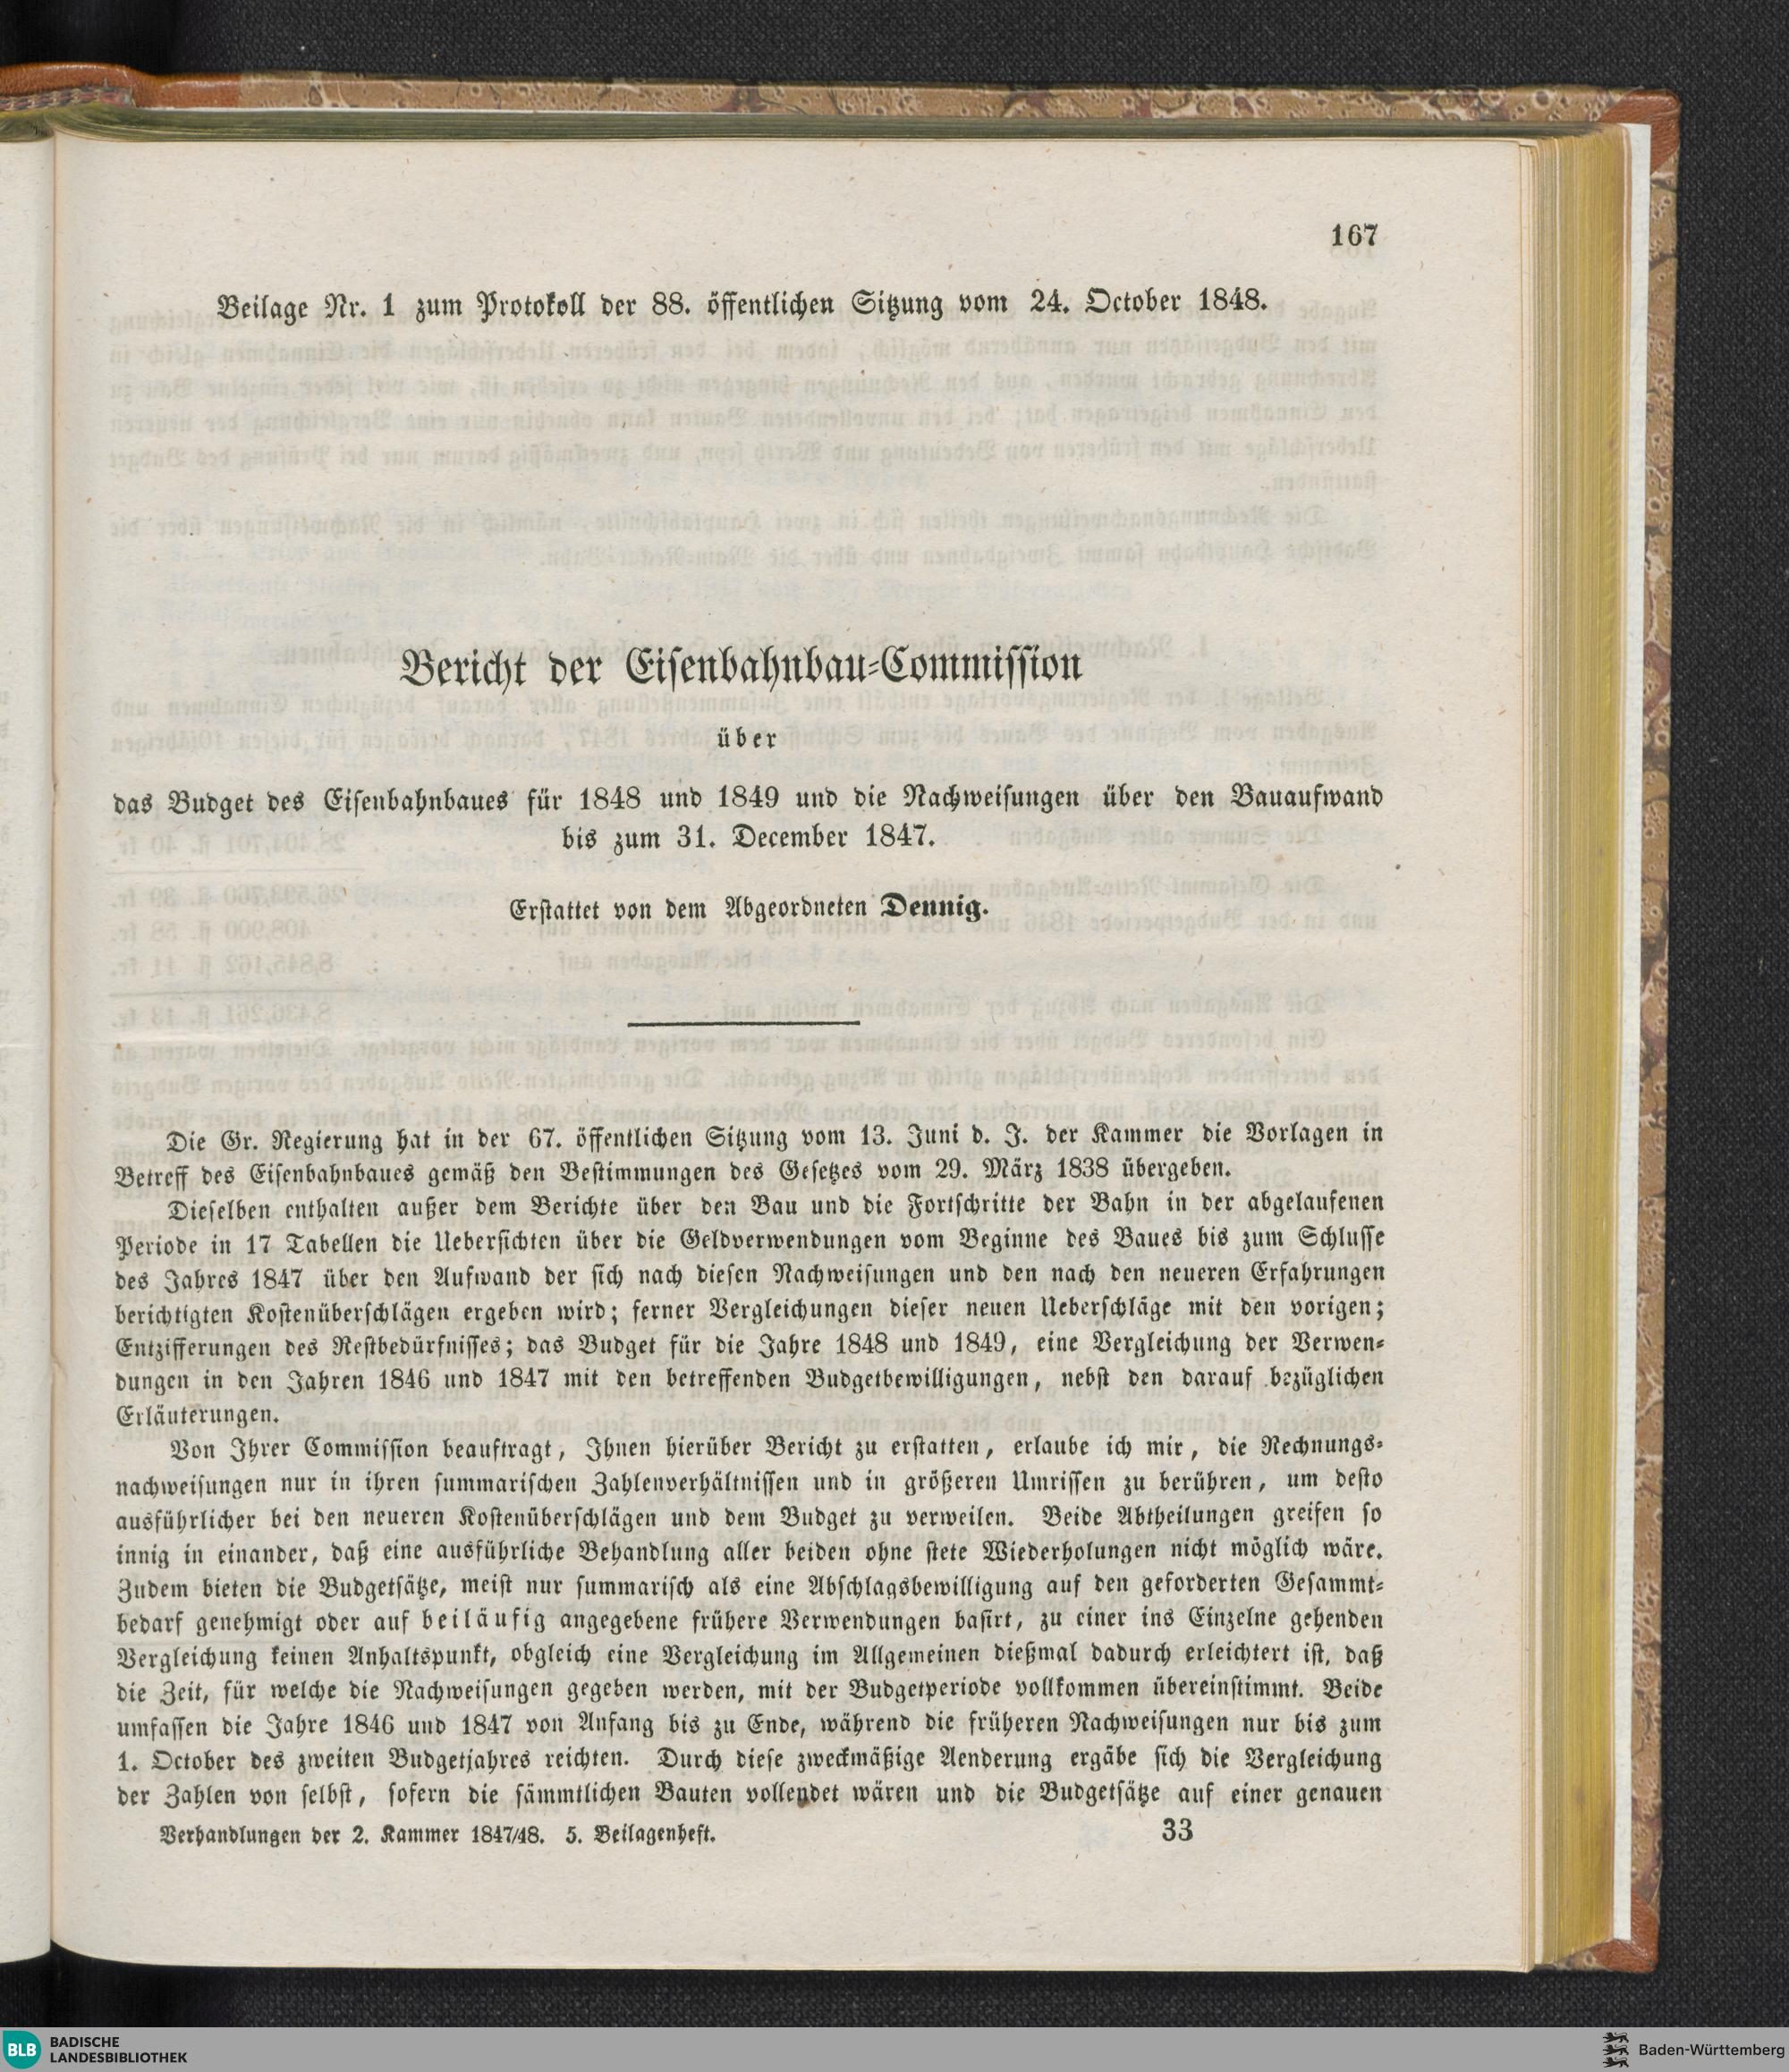 167
Beilage Nr. 1 zum Protokoll der 88. öffentlichen Sitzung vom 24. October 1848.
Bericht der Eisenbahnbau-Commission
über
das Budget des Eisenbahnbaues für 1848 und 1849 und die Nachweisungen über den Bauaufwand
bis zum 31. December 1847.
Erstattet von dem Abgeordneten Dennig.
Die Gr. Regierung hat in der 67. öffentlichen Sitzung vom 13. Juni d. J. der Kammer die Vorlagen in
Betreff des Eisenbahnbaues gemäß den Bestimmungen des Gesetzes vom 29. März 1838 übergeben.
Dieselben enthalten außer dem Berichte über den Bau und die Fortschritte der Bahn in der abgelaufenen
Periode in 17 Tabellen die Uebersichten über die Geldverwendungen vom Beginne des Baues bis zum Schlusse
des Jahres 1847 über den Aufwand der sich nach diesen Nachweisungen und den nach den neueren Erfahrungen
berichtigten Kostenüberschlägen ergeben wird; ferner Vergleichungen dieser neuen Ueberschläge mit den vorigen;
Entzifferungen des Restbedürfnisses; das Budget für die Jahre 1848 und 1849, eine Vergleichung der Verwen-
dungen in den Jahren 1846 und 1847 mit den betreffenden Budgetbewilligungen, nebst den darauf bezüglichen
Erläuterungen.
Von Ihrer Commission beauftragt, Ihnen hierüber Bericht zu erstatten, erlaube ich mir, die Rechnungs-
nachweisungen nur in ihren summarischen Zahlenverhältnissen und in größeren Umrissen zu berühren, um desto
ausführlicher bei den neueren Kostenüberschlägen und dem Budget zu verweilen. Beide Abtheilungen greifen so
innig in einander, daß eine ausführliche Behandlung aller beiden ohne stete Wiederholungen nicht möglich wäre.
Zudem bieten die Budgetsätze, meist nur summarisch als eine Abschlagsbewilligung auf den geforderten Gesammt-
bedarf genehmigt oder auf beiläufig angegebene frühere Verwendungen basirt, zu einer ins Einzelne gehenden
Vergleichung keinen Anhaltspunkt, obgleich eine Vergleichung im Allgemeinen dießmal dadurch erleichtert ist, daß
die Zeit, für welche die Nachweisungen gegeben werden, mit der Budgetperiode vollkommen übereinstimmt. Beide
umfassen die Jahre 1846 und 1847 von Anfang bis zu Ende, während die früheren Nachweisungen nur bis zum
1. October des zweiten Budgetjahres reichten. Durch diese zweckmäßige Aenderung ergäbe sich die Vergleichung
der Zahlen von selbst, sofern die sämmtlichen Bauten vollendet wären und die Budgetsätze auf einer genauen
Verhandlungen der 2. Kammer 1847/48. 5. Beilagenheft.
33
BLB BADISCHE
LANDESBIBLIOTHEK
Baden-Württemberg